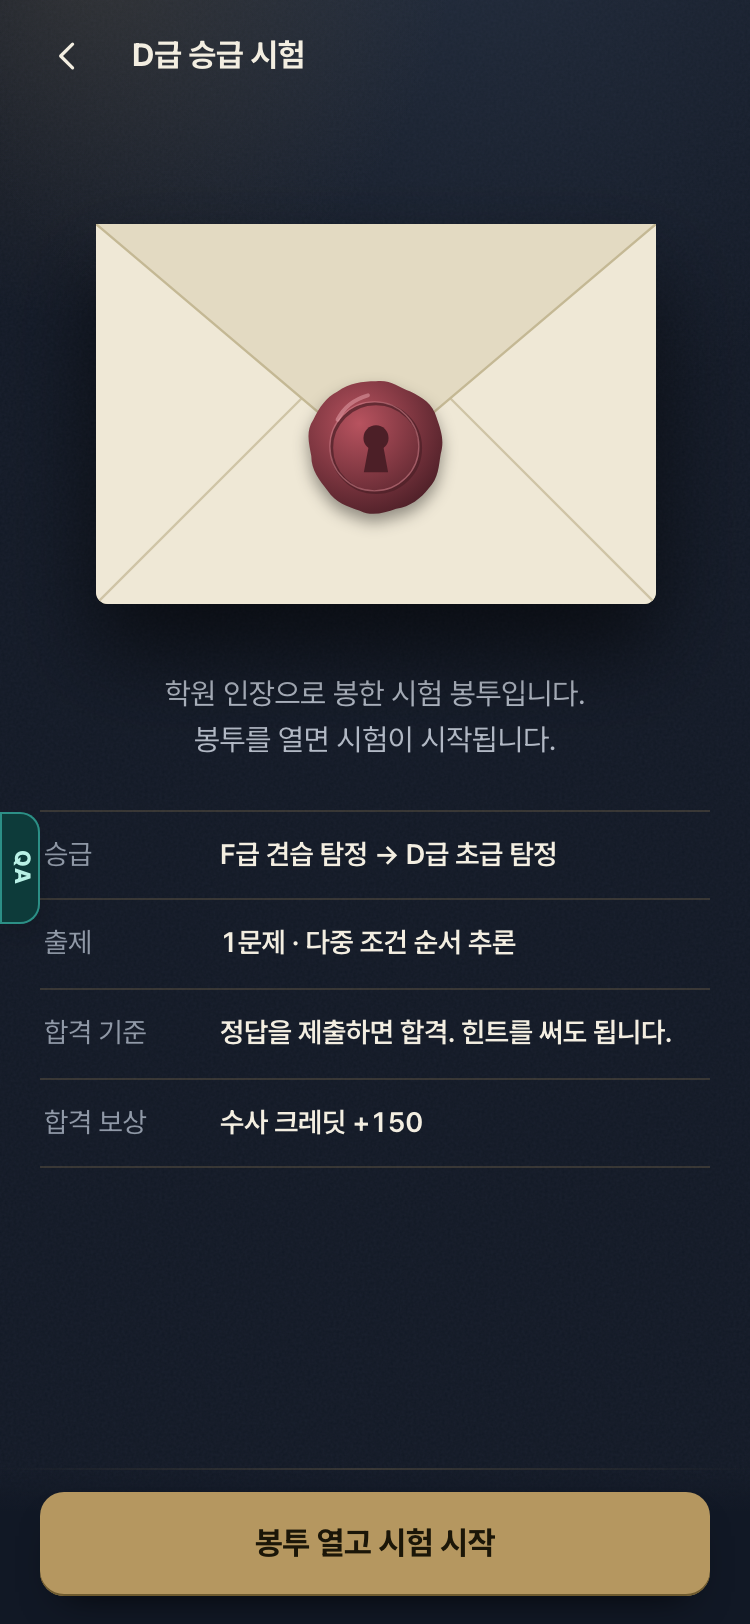 D급 승급 시험
학원 인장으로 봉한 시험 봉투입니다.
봉투를 열면 시험이 시작됩니다.
QA
승급 F급 견습 탐정 → D급 초급 탐정
출제 1문제 · 다중 조건 순서 추론
합격 기준 정답을 제출하면 합격. 힌트를 써도 됩니다.
합격 보상 수사 크레딧 +150
봉투 열고 시험 시작